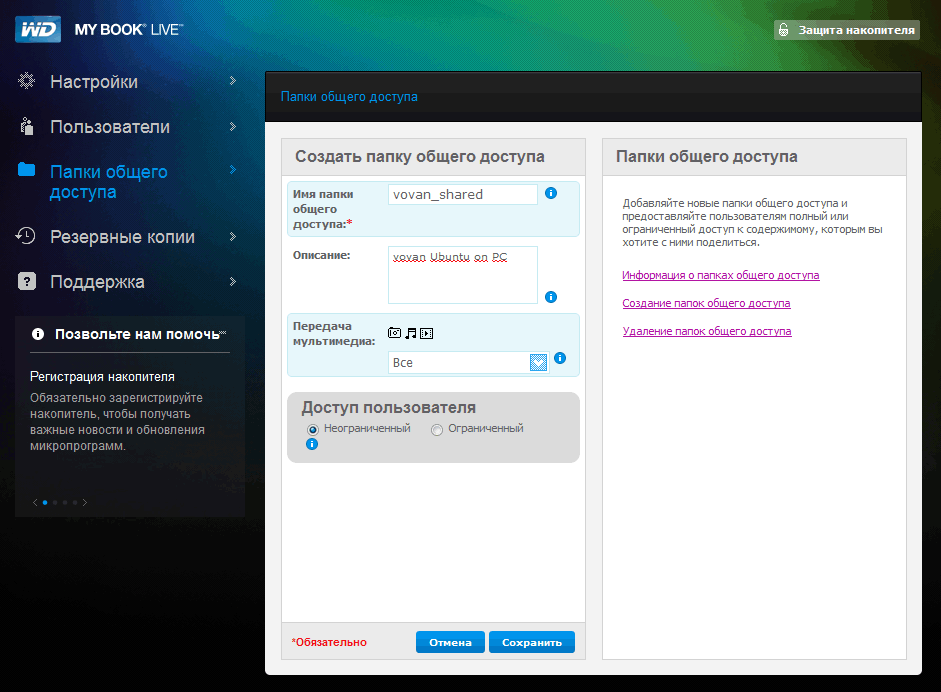 WD MY BOOK® LIVE™
Защита накопителя
Настройки
Пользователи
Папки общего
доступа
Резервные копии
Поддержка
Позвольте нам помочь
Регистрация накопителя
Обязательно зарегистрируйте
накопитель, чтобы получать
важные новости и обновления
микропрограмм.
Папки общего доступа
Создать папку общего доступа
Имя папки
общего
доступа:*
vovan_shared
Описание:
vovan Ubuntu on PC
Передача
мультимедиа:
Все
Доступ пользователя
Неограниченный
Ограниченный
*Обязательно
Отмена
Сохранить
Папки общего доступа
Добавляйте новые папки общего доступа и
предоставляйте пользователям полный или
ограниченный доступ к содержимому, которым вы
хотите с ними поделиться.
Информация о папках общего доступа
Создание папок общего доступа
Удаление папок общего доступа